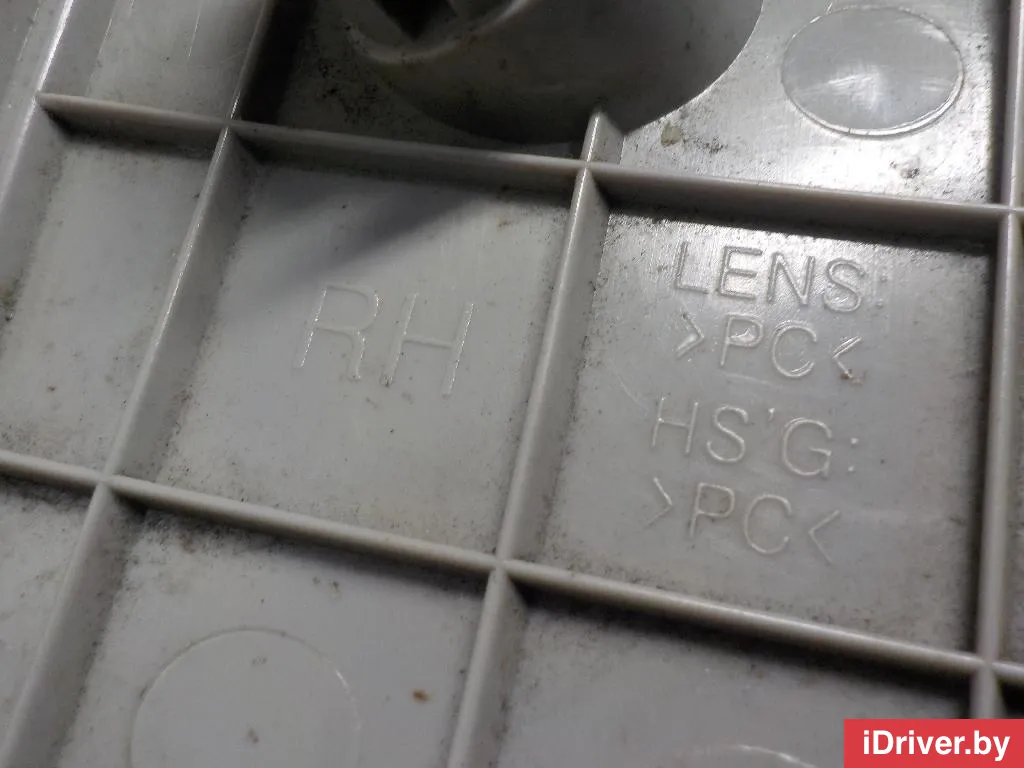 RH
LENS:
>PC<
HS'G:
>PC<
iDriver.by